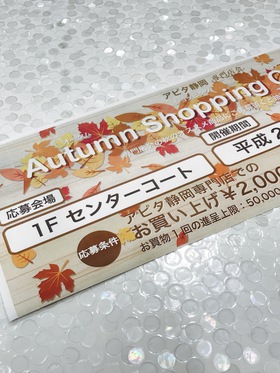 アピタ静岡 専門店
Autumn Shopping
応募会場
1F センターコート
開催期間
平成
応募条件
アピタ静岡専門店での
お買い上げ¥2,000
お買物1回の進呈上限:50,000